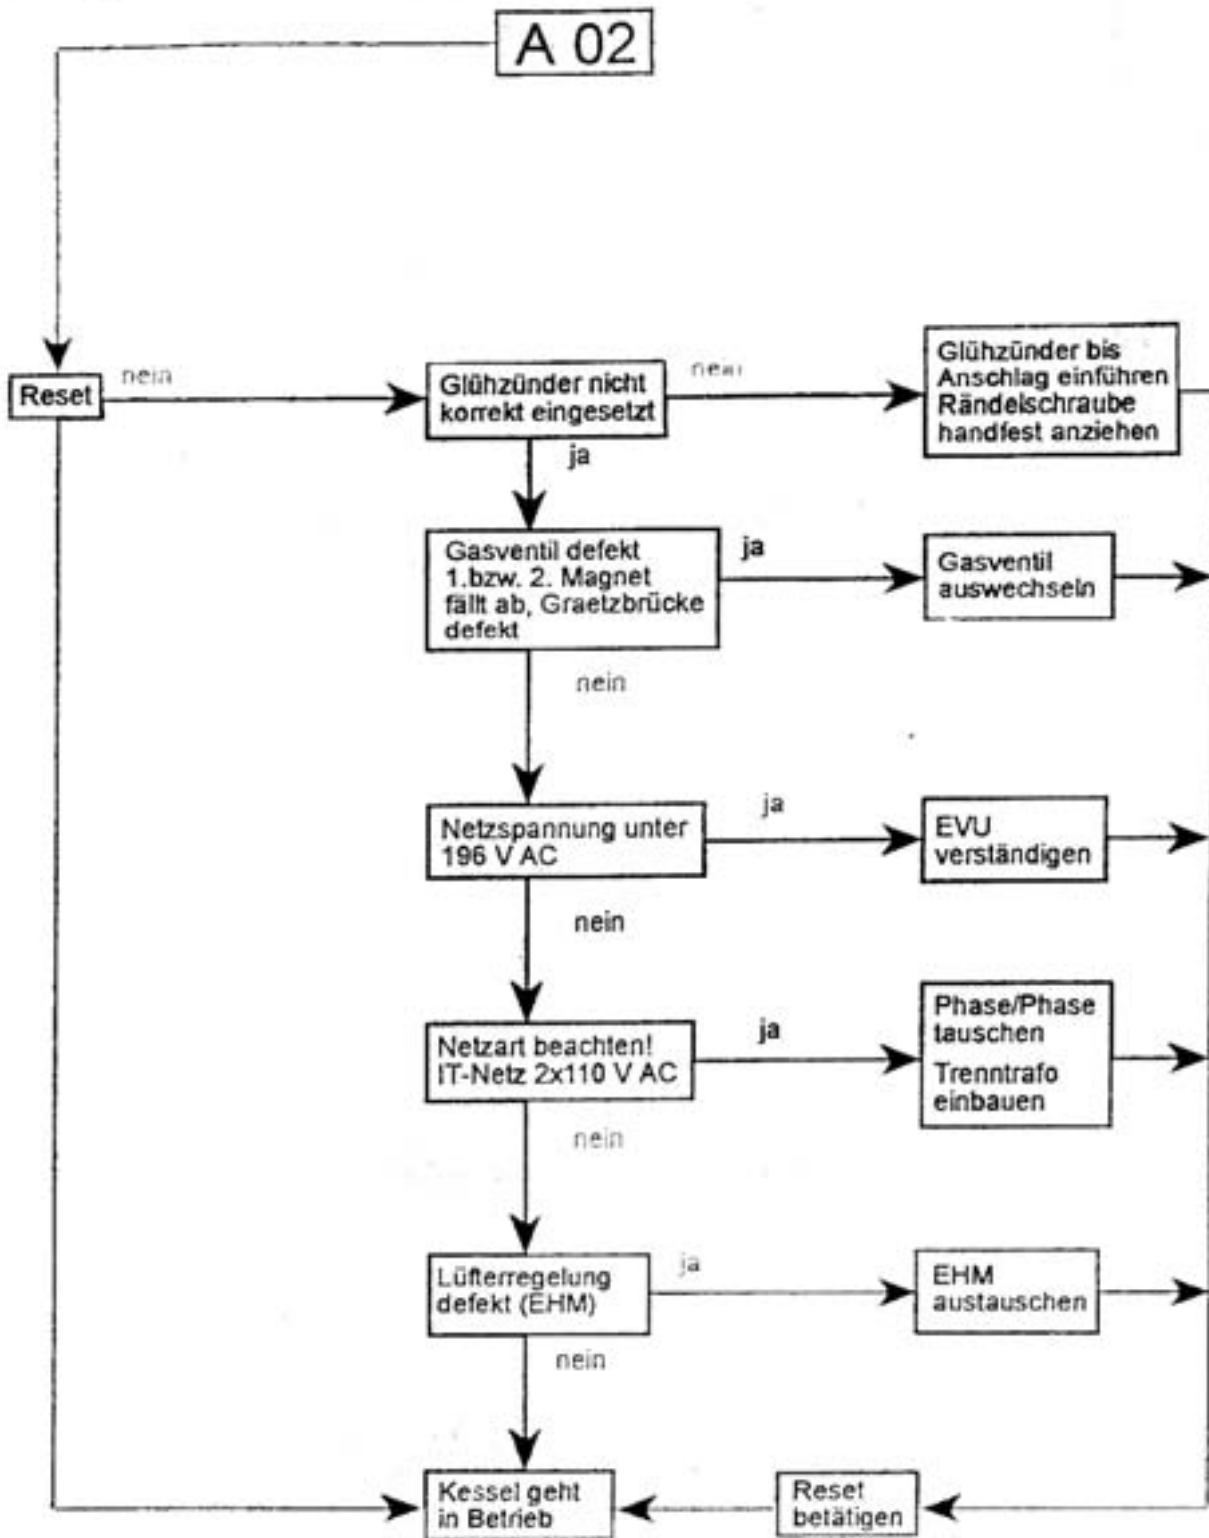 A 02
Reset
nein
Glühzünder nicht
korrekt eingesetzt
nein
Glühzünder bis
Anschlag einführen
Rändelschraube
handfest anziehen
ja
Gasventil defekt
1.bzw. 2. Magnet
fällt ab, Graetzbrücke
defekt
ja
Gasventil
auswechseln
nein
Netzspannung unter
196 V AC
ja
EVU
verständigen
nein
Netzart beachten!
IT-Netz 2x110 V AC
ja
Phase/Phase
tauschen
Trenntrafo
einbauen
nein
Lüfterregelung
defekt (EHM)
ja
EHM
austauschen
nein
Kessel geht
in Betrieb
Reset
betätigen